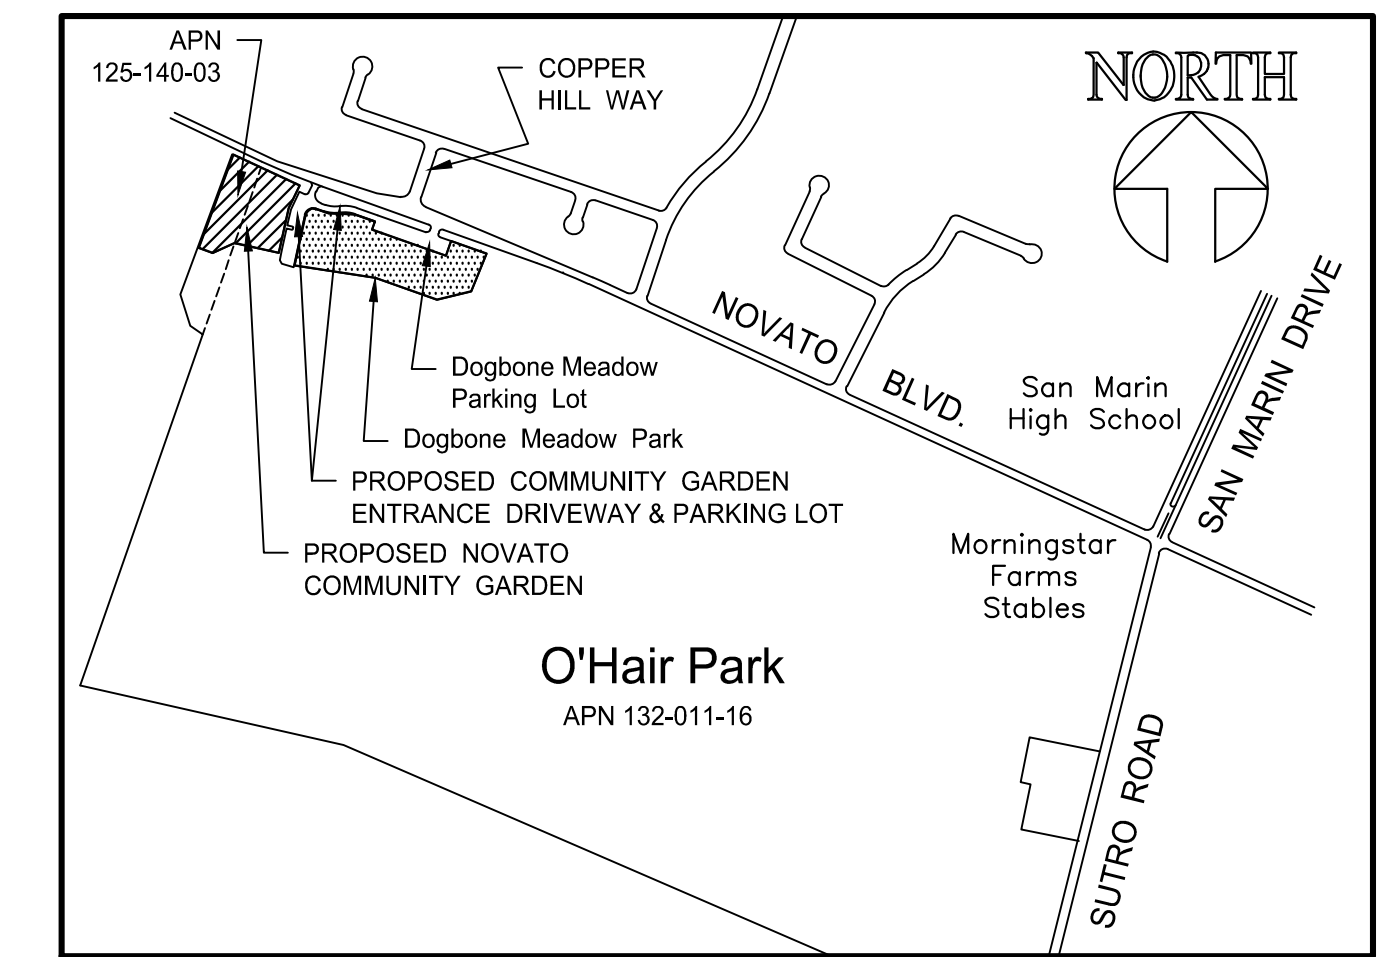 APN
125-140-03
COPPER
HILL WAY
NORTH
NOVATO
BLVD.
SAN MARIN DRIVE
San Marin
High School
Dogbone Meadow
Parking Lot
Dogbone Meadow Park
PROPOSED COMMUNITY GARDEN
ENTRANCE DRIVEWAY & PARKING LOT
PROPOSED NOVATO
COMMUNITY GARDEN
Morningstar
Farms
Stables
O'Hair Park
APN 132-011-16
SUTRO ROAD